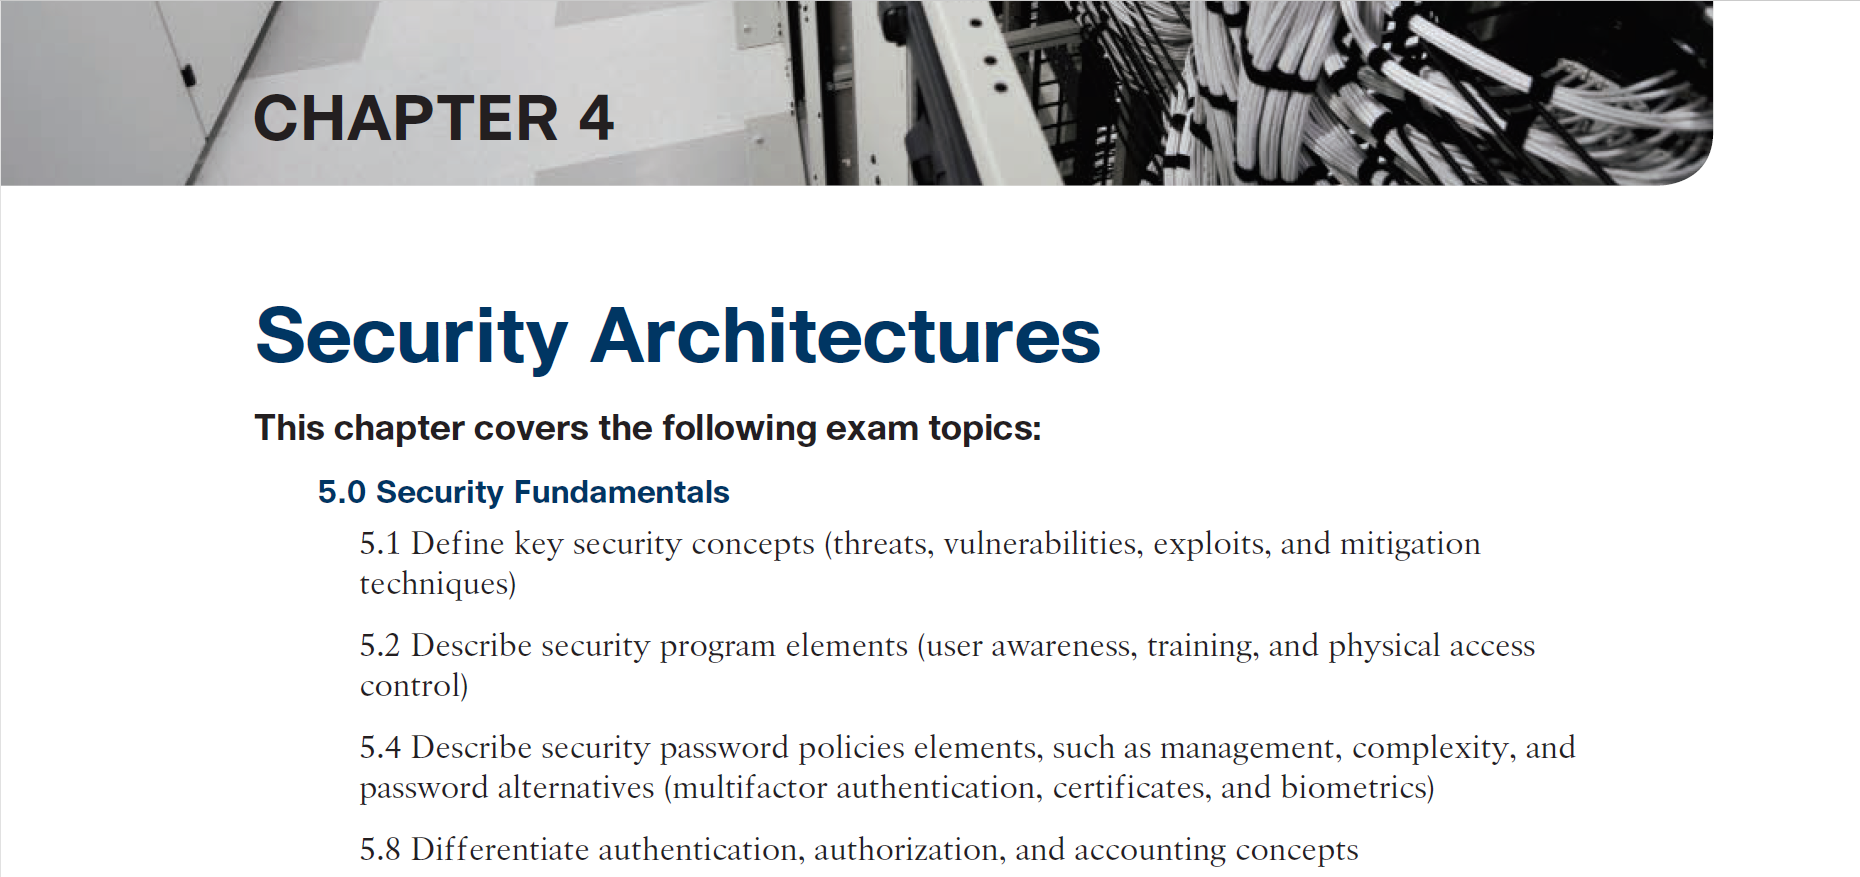 CHAPTER 4
Security Architectures
This chapter covers the following exam topics:
5.0 Security Fundamentals
5.1 Define key security concepts (threats, vulnerabilities, exploits, and mitigation
techniques)
5.2 Describe security program elements (user awareness, training, and physical access
control)
5.4 Describe security password policies elements, such as management, complexity, and
password alternatives (multifactor authentication, certificates, and biometrics)
5.8 Differentiate authentication, authorization, and accounting concepts